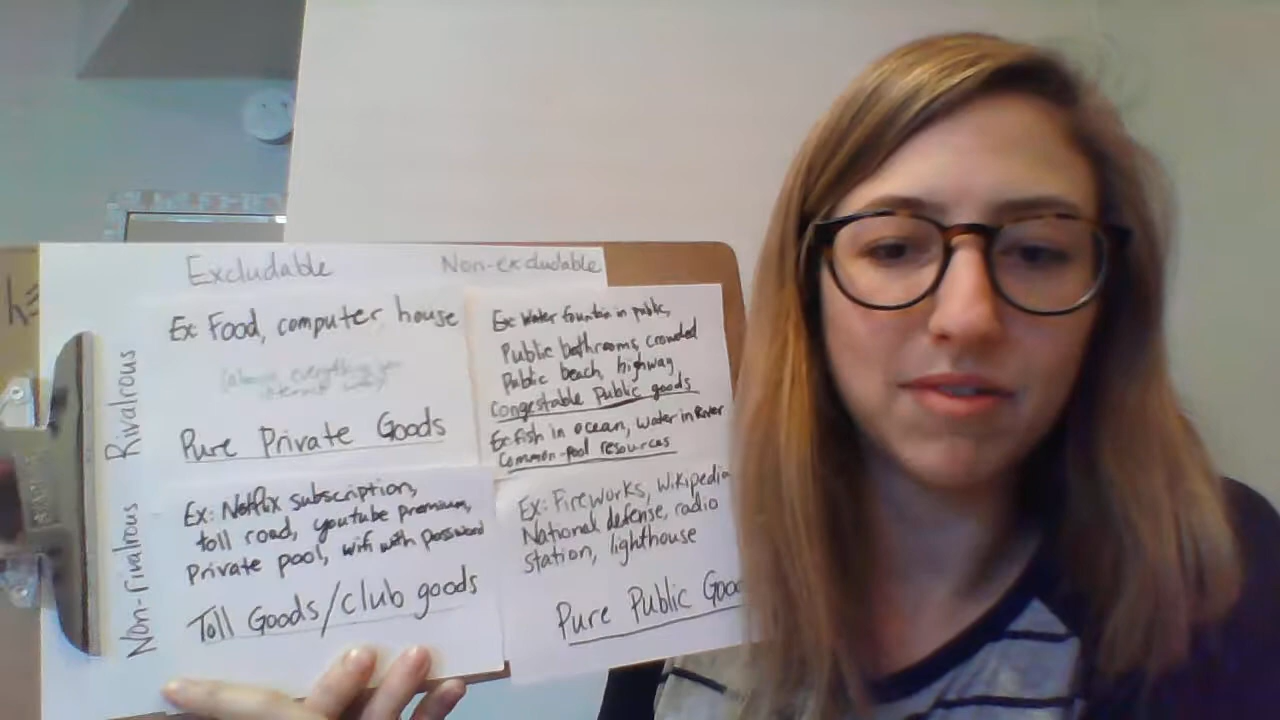 Excludable
Non-excludable
Rivalrous
Ex: Food, computer, house
Pure Private Goods
Ex: Water fountain in public,
Public bathrooms, crowded
Public beach, highway
Congestable Public goods
Ex: fish in ocean, water in River
Common-pool resources
Non-rivalrous
Ex: Netflix subscription,
toll road, youtube premium,
Private pool, wifi with password
Toll Goods/club goods
Ex: Fireworks, Wikipedia
National defense, radio
station, lighthouse
Pure Public